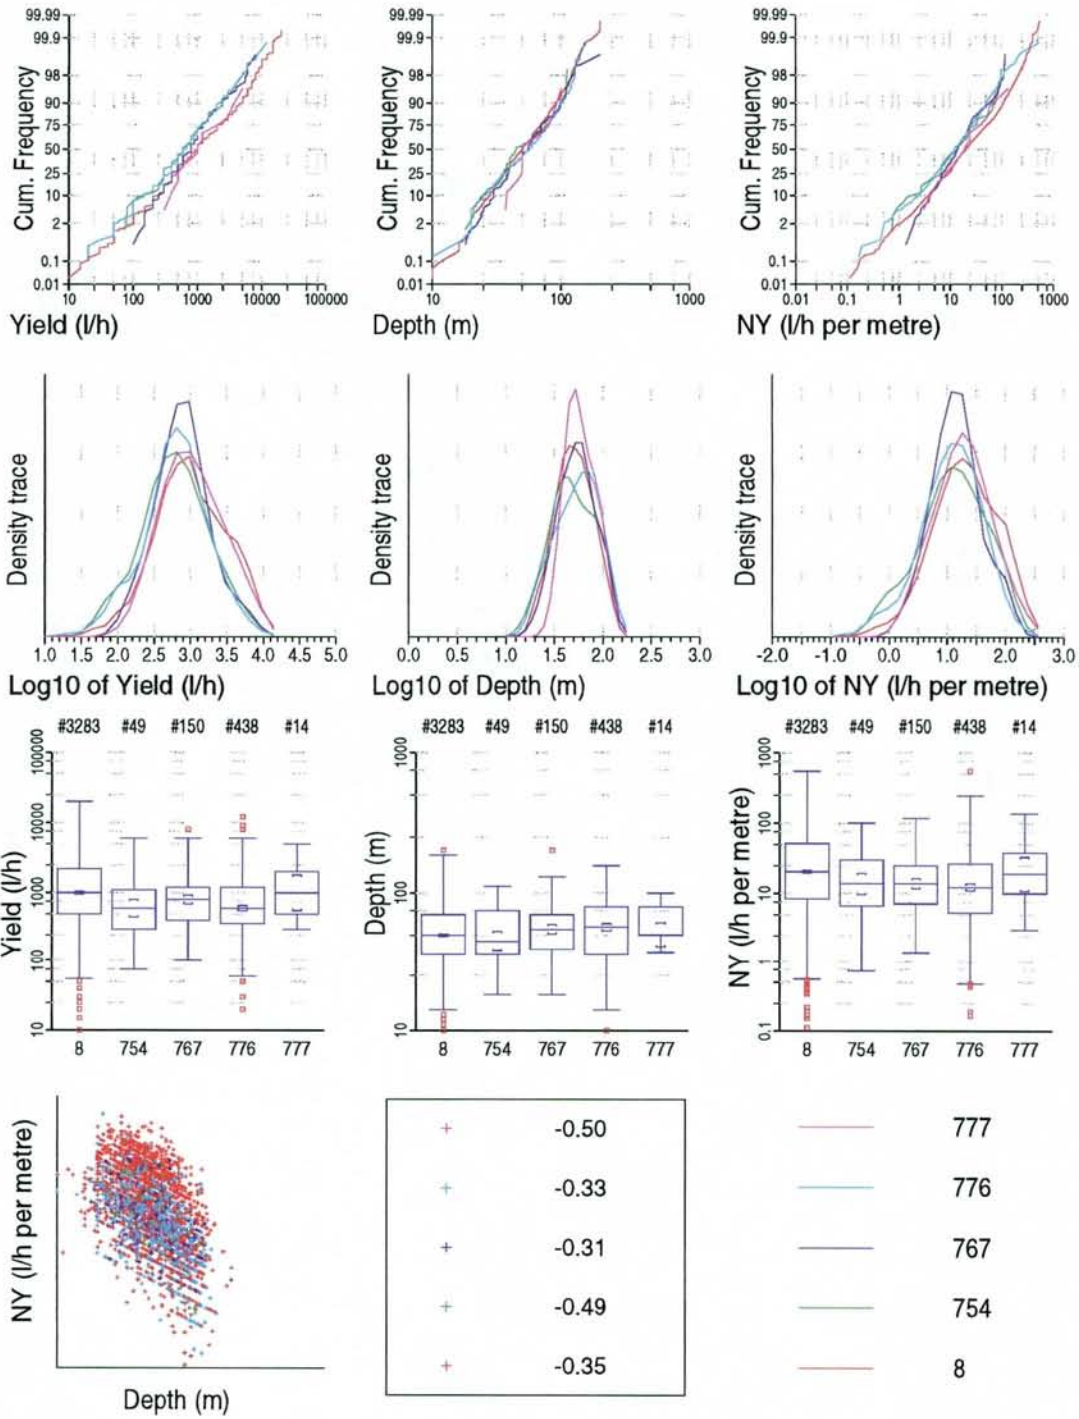 99.99
99.9
98
90
75
50
25
10
2
0.1
0.01
Cum. Frequency
10 100 1000 10000 100000
Yield (l/h)
99.99
99.9
98
90
75
50
25
10
2
0.1
0.01
Cum. Frequency
10 100 1000
Depth (m)
99.99
99.9
98
90
75
50
25
10
2
0.1
0.01
Cum. Frequency
0.01 0.1 1 10 100 1000
NY (l/h per metre)
Density trace
1.0 1.5 2.0 2.5 3.0 3.5 4.0 4.5 5.0
Log10 of Yield (l/h)
Density trace
0.0 0.5 1.0 1.5 2.0 2.5 3.0
Log10 of Depth (m)
Density trace
-2.0 -1.0 0.0 1.0 2.0 3.0
Log10 of NY (l/h per metre)
#3283 #49 #150 #438 #14
100000
10000
1000
100
10
Yield (l/h)
8 754 767 776 777
#3283 #49 #150 #438 #14
1000
100
10
Depth (m)
8 754 767 776 777
#3283 #49 #150 #438 #14
1000
100
10
1
0.1
NY (l/h per metre)
8 754 767 776 777
NY (l/h per metre)
Depth (m)
-0.50
-0.33
-0.31
-0.49
-0.35
777
776
767
754
8